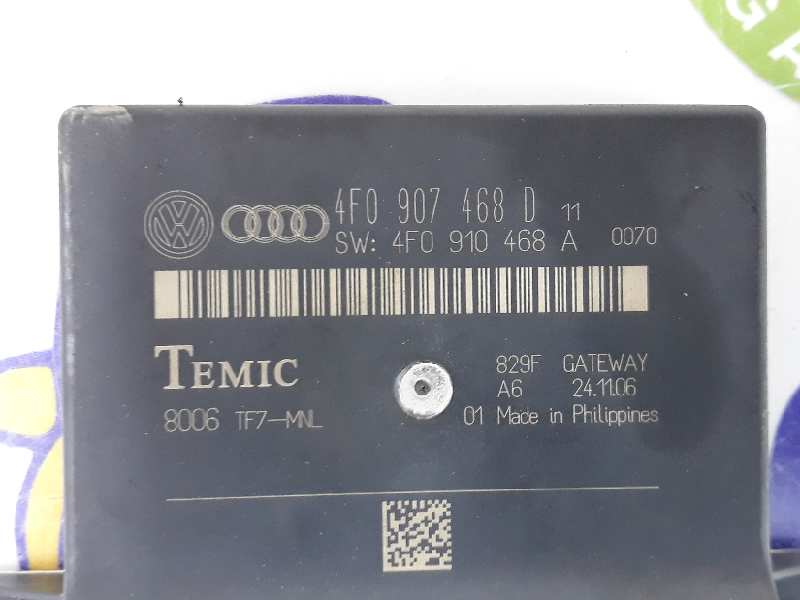 4F0 907 468 D 11
SW: 4F0 910 468 A 0070
TEMIC
829F GATEWAY
A6 24.11.06
8006 TF7-MNL
01 Made in Philippines